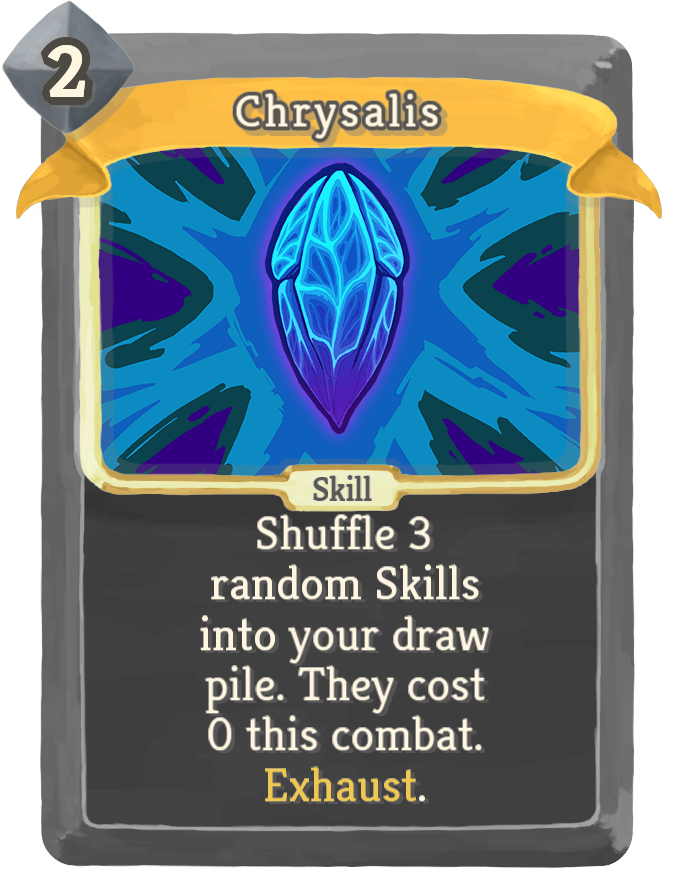 2
Chrysalis
Skill
Shuffle 3
random Skills
into your draw
pile. They cost
0 this combat.
Exhaust.